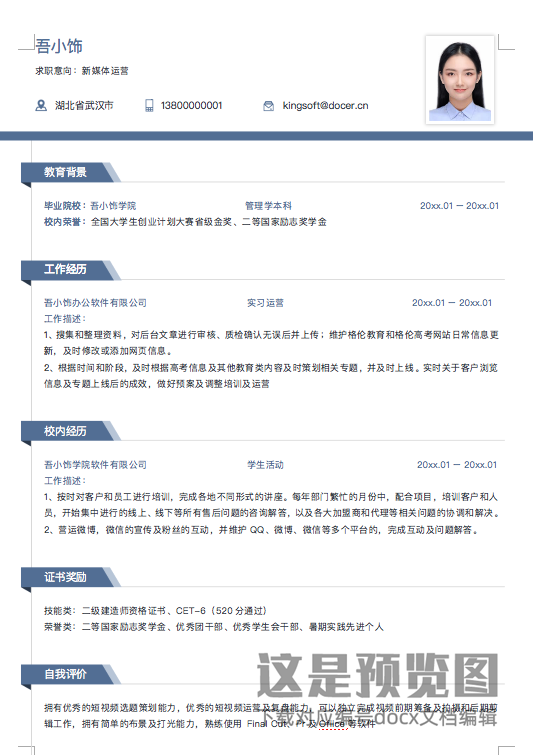 吾小饰
求职意向：新媒体运营
湖北省武汉市 13800000001 kingsoft@docer.cn
教育背景
毕业院校：吾小饰学院 管理学本科 20xx.01 – 20xx.01
校内荣誉：全国大学生创业计划大赛省级金奖、二等国家励志奖学金
工作经历
吾小饰办公软件有限公司 实习运营 20xx.01 – 20xx.01
工作描述：
1、搜集和整理资料，对后台文章进行审核、质检确认无误后并上传；维护格伦教育和格伦高考网站日常信息更
新，及时修改或添加网页信息。
2、根据时间和阶段，及时根据高考信息及其他教育类内容及时策划相关专题，并及时上线。实时关于客户浏览
信息及专题上线后的成效，做好预案及调整培训及运营
校内经历
吾小饰学院软件有限公司 学生活动 20xx.01 – 20xx.01
工作描述：
1、按时对客户和员工进行培训，完成各地不同形式的讲座。每年部门繁忙的月份中，配合项目，培训客户和人
员，开始集中进行的线上、线下等所有售后问题的咨询解答，以及各大加盟商和代理等相关问题的协调和解决。
2、营运微博，微信的宣传及粉丝的互动，并维护 QQ、微博、微信等多个平台的，完成互动及问题解答。
证书奖励
技能类：二级建造师资格证书、CET-6（520 分通过）
荣誉类：二等国家励志奖学金、优秀团干部、优秀学生会干部、暑期实践先进个人
自我评价
这是预览图
拥有优秀的短视频选题策划能力，优秀的短视频运营及复盘能力，可以独立完成视频前期筹备及拍摄和后期剪
下载对应编号docx文档编辑
辑工作，拥有简单的布景及打光能力，熟练使用 Final Cut、Pr 及 Office 等软件